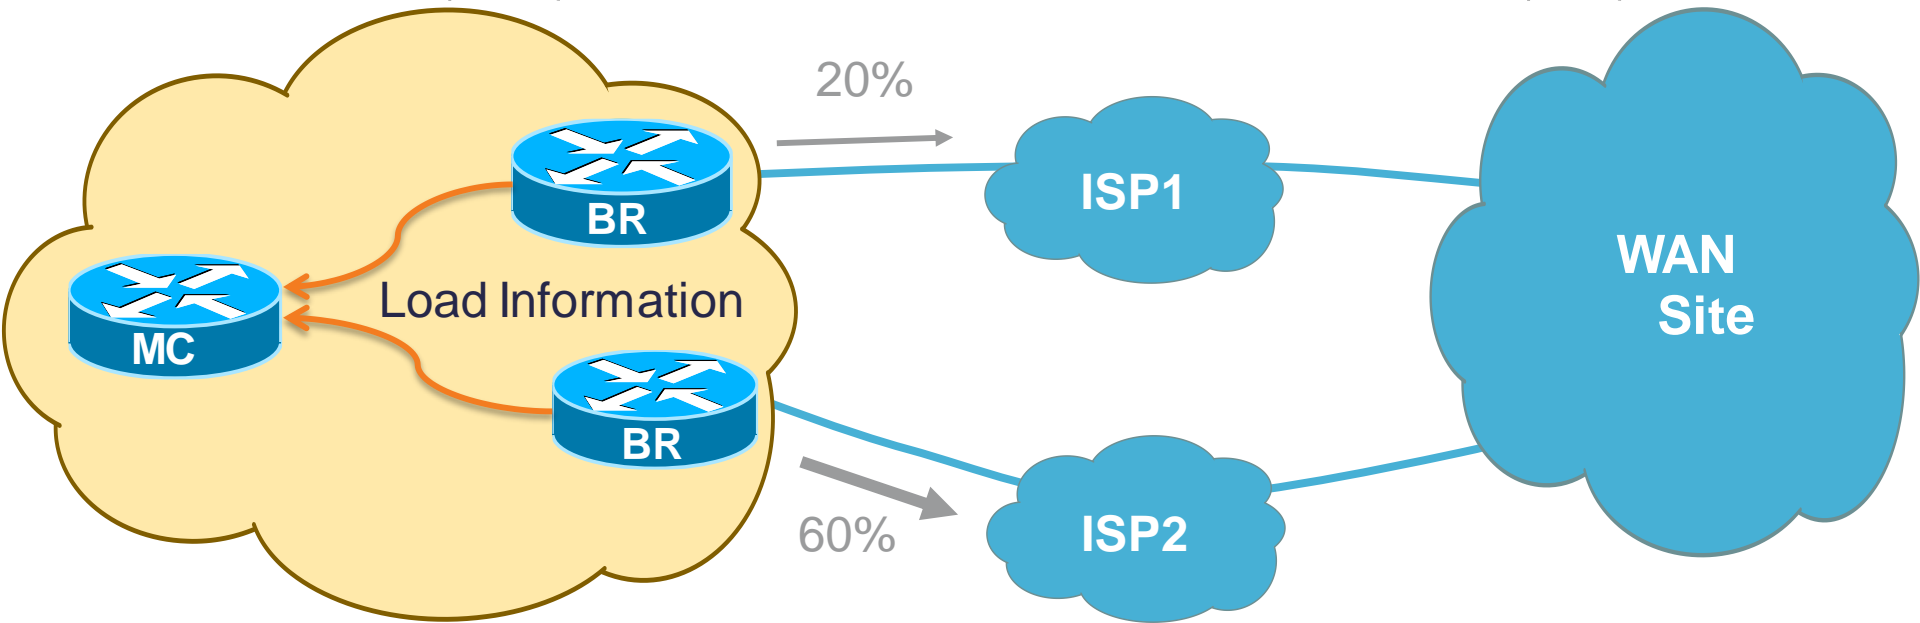 20%
BR
ISP1
WAN
Site
Load Information
MC
BR
60%
ISP2